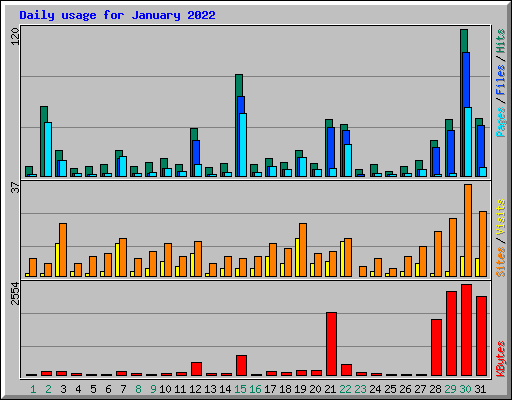 Daily usage for January 2022
120
Pages / Files / Hits
37
Sites / Visits
2554
KBytes
1 2 3 4 5 6 7 8 9 10 11 12 13 14 15 16 17 18 19 20 21 22 23 24 25 26 27 28 29 30 31